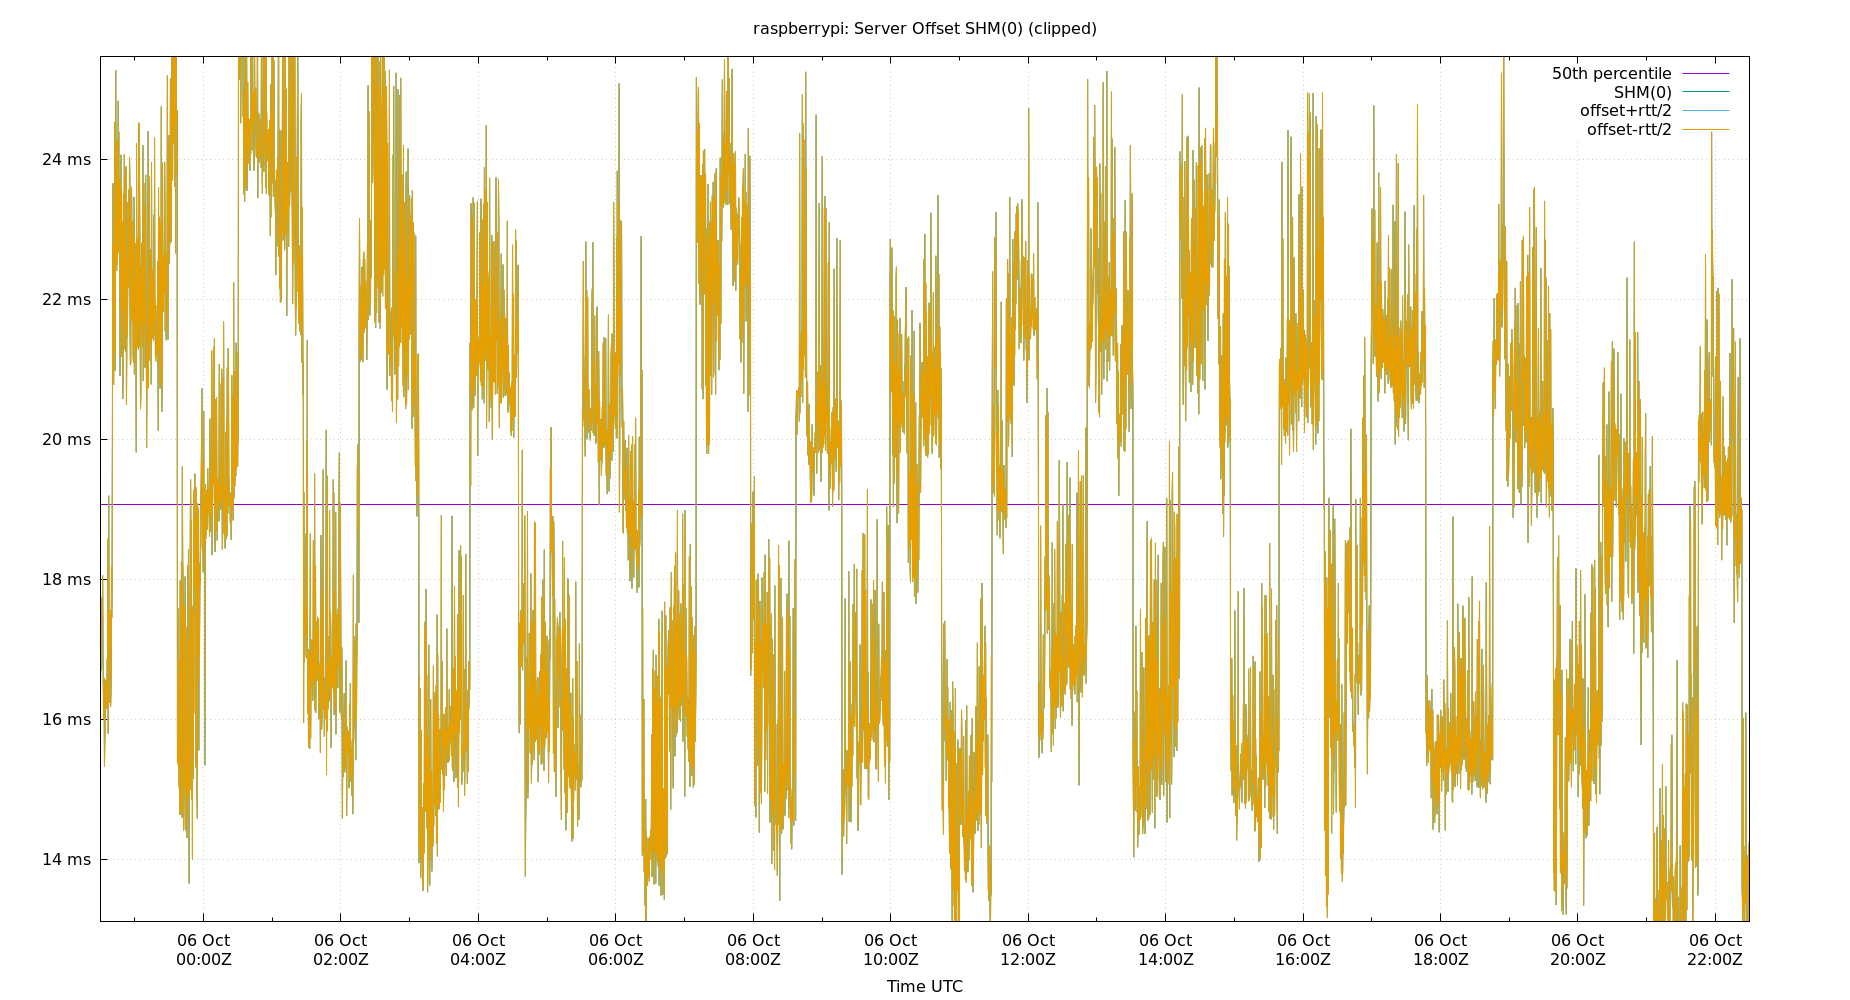 raspberrypi: Server Offset SHM(0) (clipped)
50th percentile
SHM(0)
offset+rtt/2
offset-rtt/2
24 ms
22 ms
20 ms
18 ms
16 ms
14 ms
06 Oct 06 Oct 06 Oct 06 Oct 06 Oct 06 Oct 06 Oct 06 Oct 06 Oct 06 Oct 06 Oct 06 Oct
00:00Z 02:00Z 04:00Z 06:00Z 08:00Z 10:00Z 12:00Z 14:00Z 16:00Z 18:00Z 20:00Z 22:00Z
Time UTC